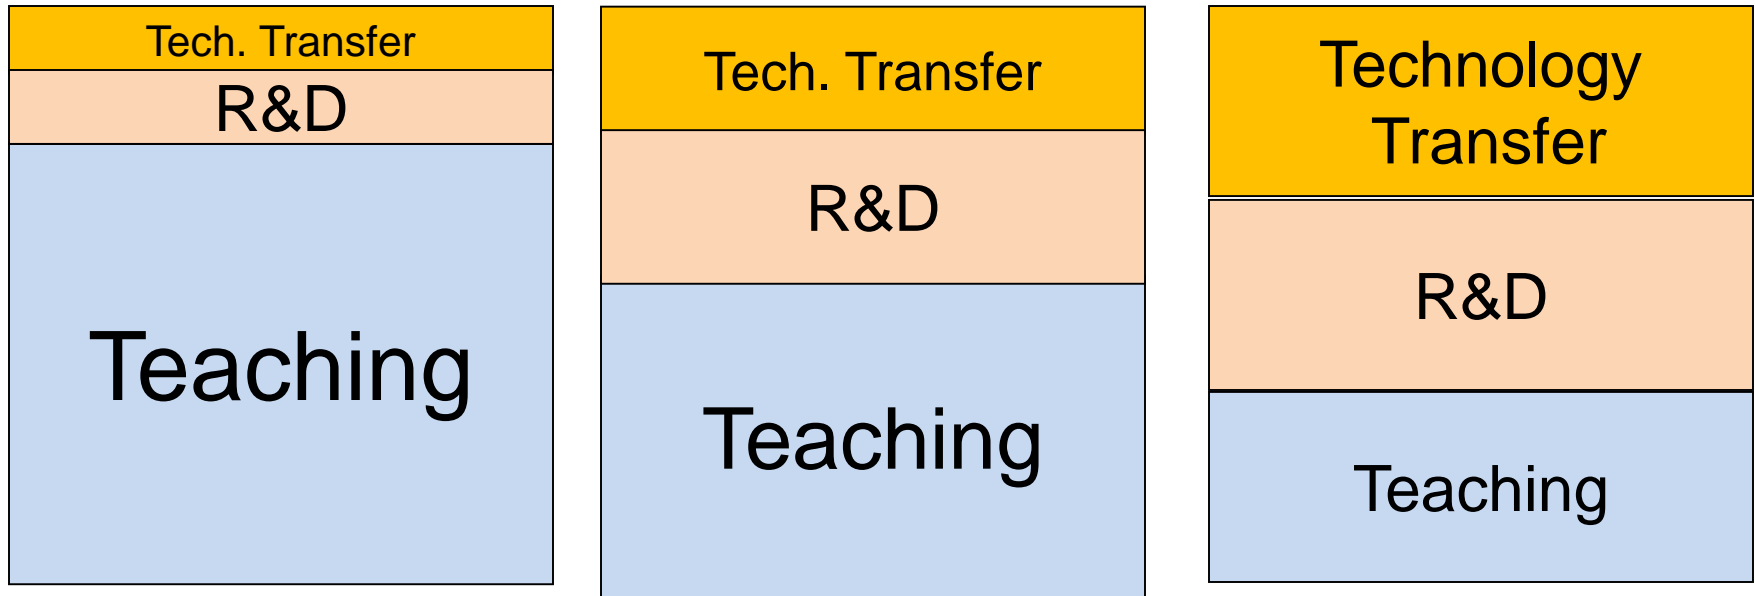 Tech. Transfer
R&D
Teaching
Tech. Transfer
R&D
Teaching
Technology
Transfer
R&D
Teaching